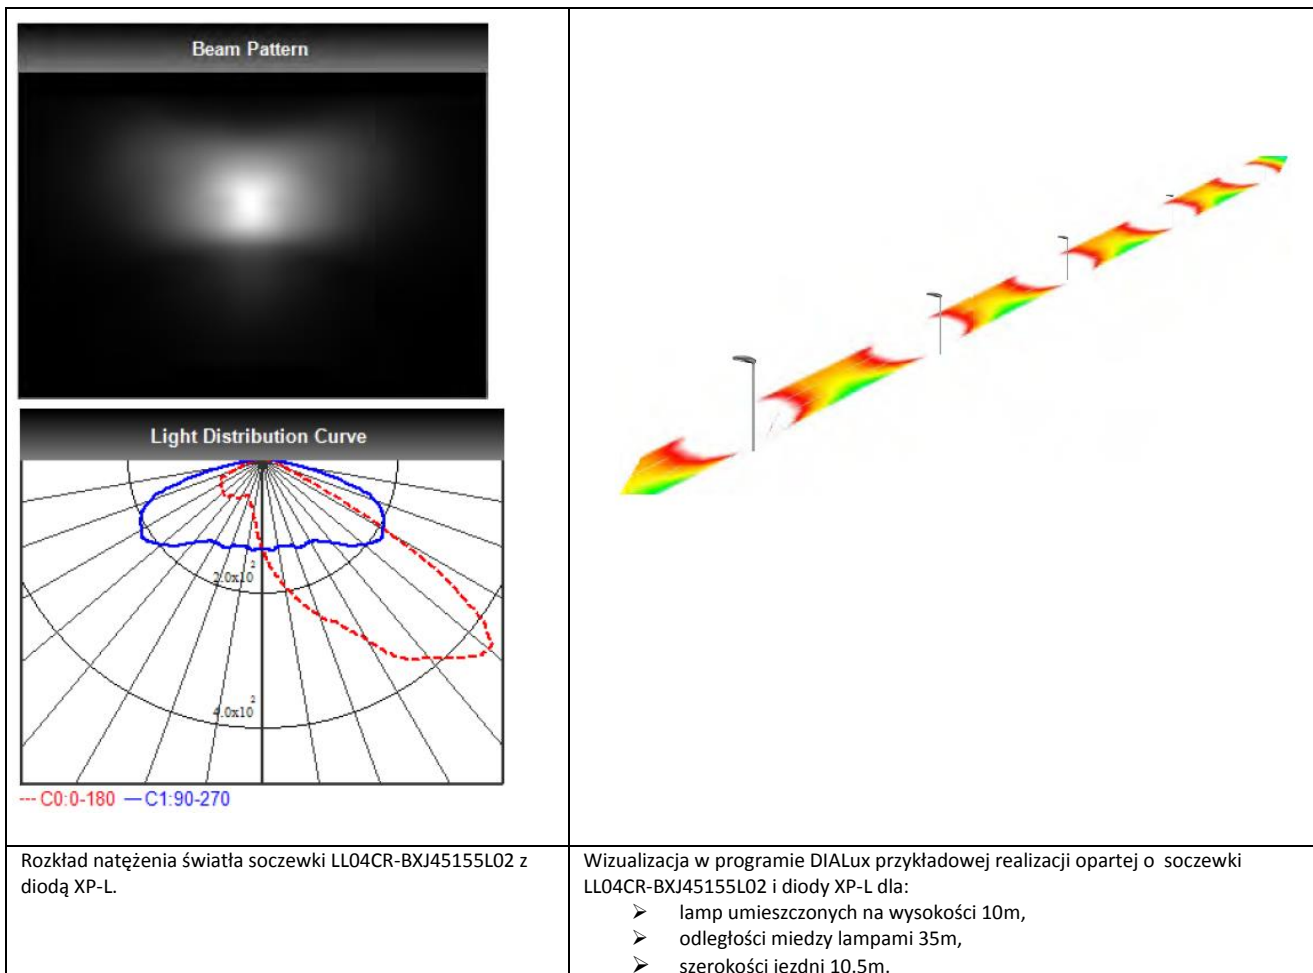 Beam Pattern
Light Distribution Curve
2.0x10 2
4.0x10 2
--- C0:0-180 — C1:90-270
Rozkład natężenia światła soczewki LL04CR-BXJ45155L02 z
diodą XP-L.
Wizualizacja w programie DIALux przykładowej realizacji opartej o soczewki
LL04CR-BXJ45155L02 i diody XP-L dla:
➤ lamp umieszczonych na wysokości 10m,
➤ odległości miedzy lampami 35m,
➤ szerokości jezdni 10,5m.